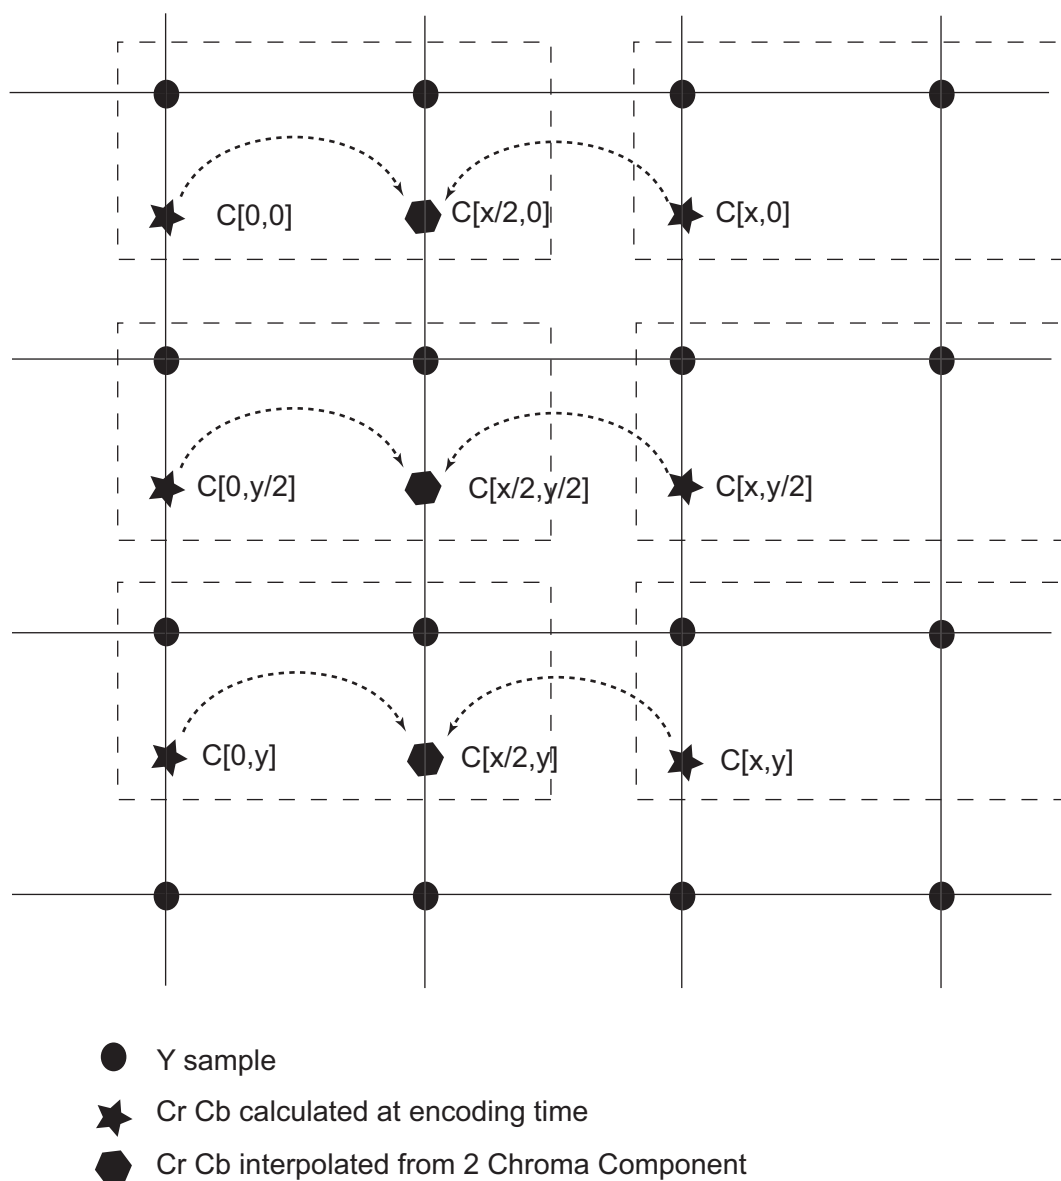 C[0,0]
C[x/2,0]
C[x,0]
C[0,y/2]
C[x/2,y/2]
C[x,y/2]
C[0,y]
C[x/2,y]
C[x,y]
Y sample
Cr Cb calculated at encoding time
Cr Cb interpolated from 2 Chroma Component